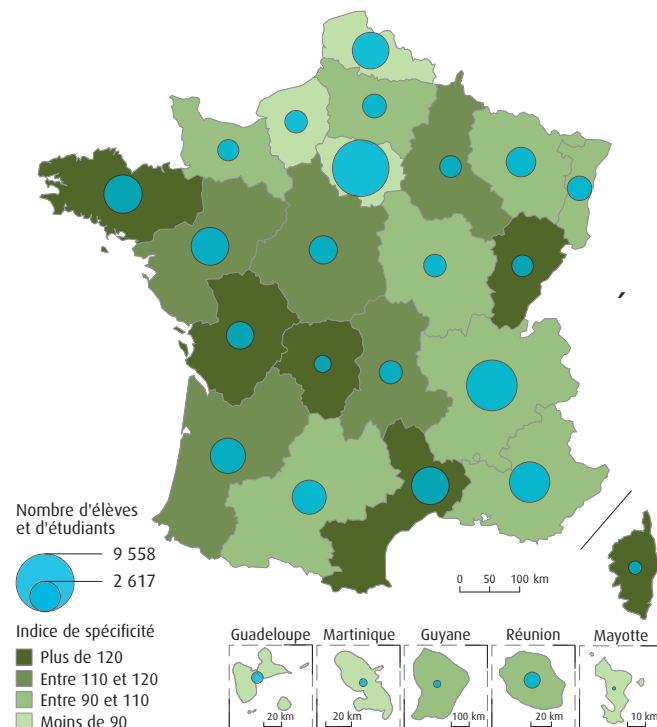 Nombre d'élèves
et d'étudiants
9 558
2 617
0 50 100 km
Indice de spécificité
Plus de 120
Entre 110 et 120
Entre 90 et 110
Moins de 90
Guadeloupe
20 km
Martinique
20 km
Guyane
100 km
Réunion
20 km
Mayotte
10 km